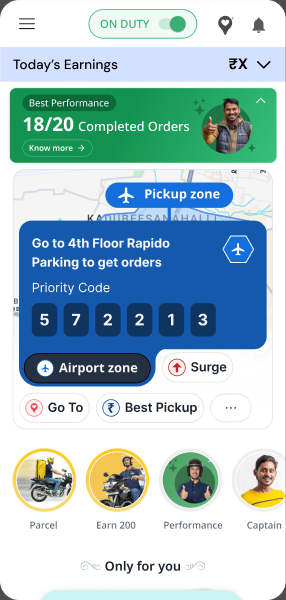 ON DUTY
Today's Earnings
₹X
Best Performance
18/20 Completed Orders
Know more →
Pickup zone
Go to 4th Floor Rapido
Parking to get orders
Priority Code
5 7 2 2 1 3
Airport zone
Surge
Go To
Best Pickup
...
Parcel
Earn 200
Performance
Captain
Only for you